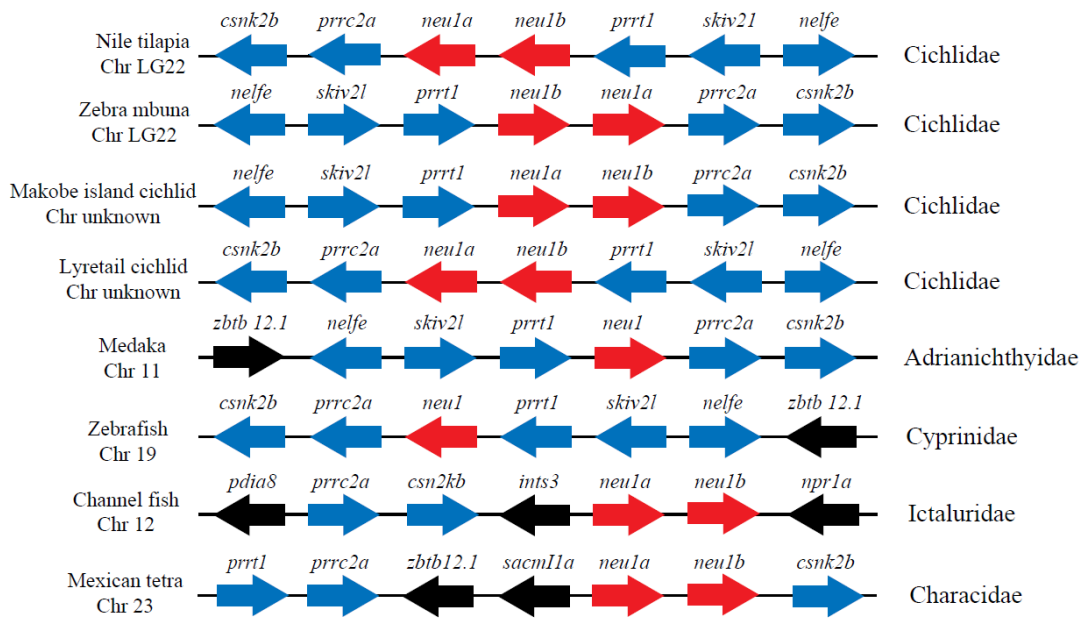 csnk2b prrc2a neu1a neu1b prrt1 skiv21 nelfe
Nile tilapia
Chr LG22
Cichlidae
nelfe skiv2l prrt1 neu1b neu1a prrc2a csnk2b
Zebra mbuna
Chr LG22
Cichlidae
nelfe skiv2l prrt1 neu1a neu1b prrc2a csnk2b
Makobe island cichlid
Chr unknown
Cichlidae
csnk2b prrc2a neu1a neu1b prrt1 skiv2l nelfe
Lyretail cichlid
Chr unknown
Cichlidae
zbtb 12.1 nelfe skiv2l prrt1 neu1 prrc2a csnk2b
Medaka
Chr 11
Adrianichthyidae
csnk2b prrc2a neu1 prrt1 skiv2l nelfe zbtb 12.1
Zebrafish
Chr 19
Cyprinidae
pdia8 prrc2a csn2kb ints3 neu1a neu1b npr1a
Channel fish
Chr 12
Ictaluridae
prrt1 prrc2a zbtb12.1 sacmI1a neu1a neu1b csnk2b
Mexican tetra
Chr 23
Characidae